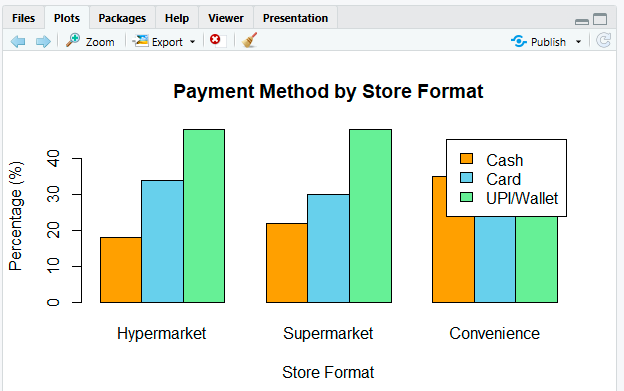 Files Plots Packages Help Viewer Presentation
Zoom Export Publish
Payment Method by Store Format
Percentage (%)
40
30
20
10
0
Cash
Card
UPI/Wallet
Hypermarket Supermarket Convenience
Store Format